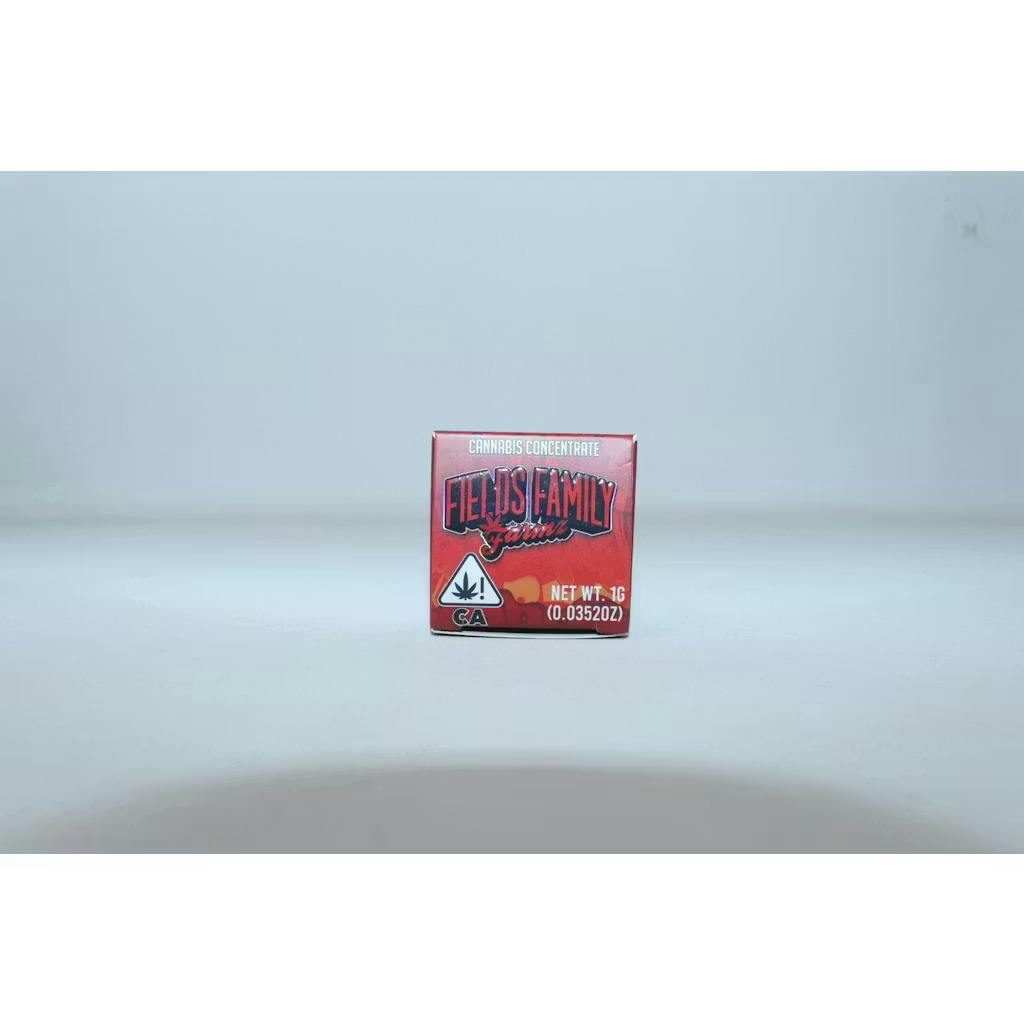 CANNABIS CONCENTRATE
FIELDS FAMILY
Farmz
!
CA
NET WT. 1G
(0.0352OZ)